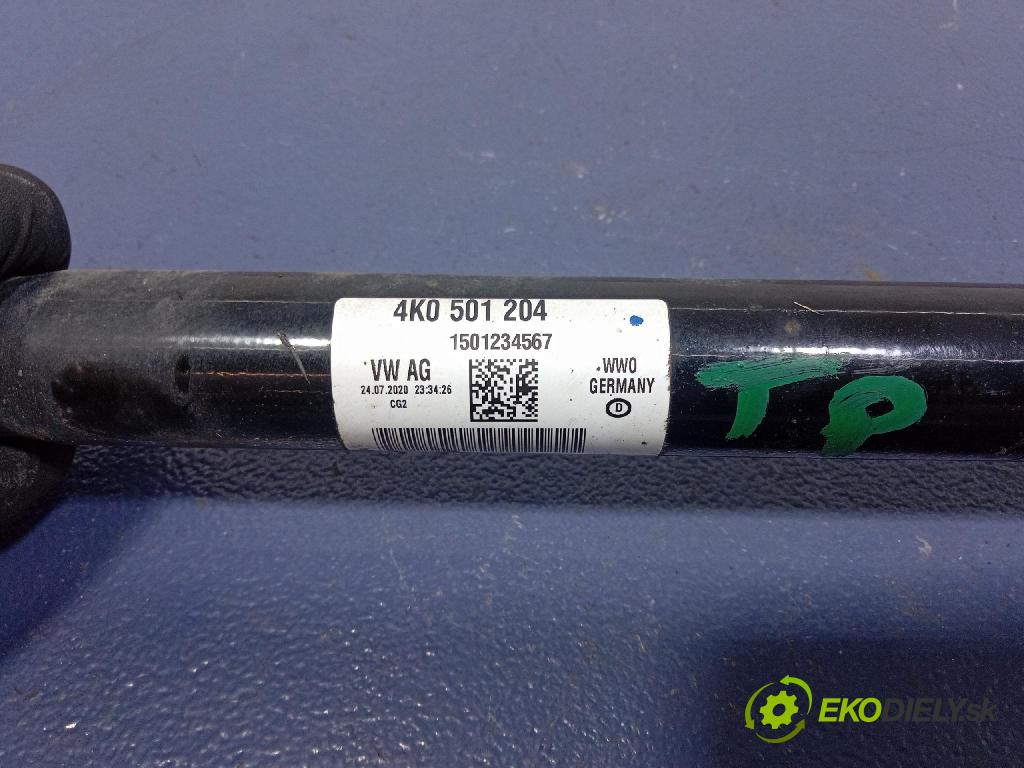 4K0 501 204
1501234567
VW AG
24.07.2020 23:34:26
CG2
WWO
GERMANY
D
TP
EKODIELY.sk